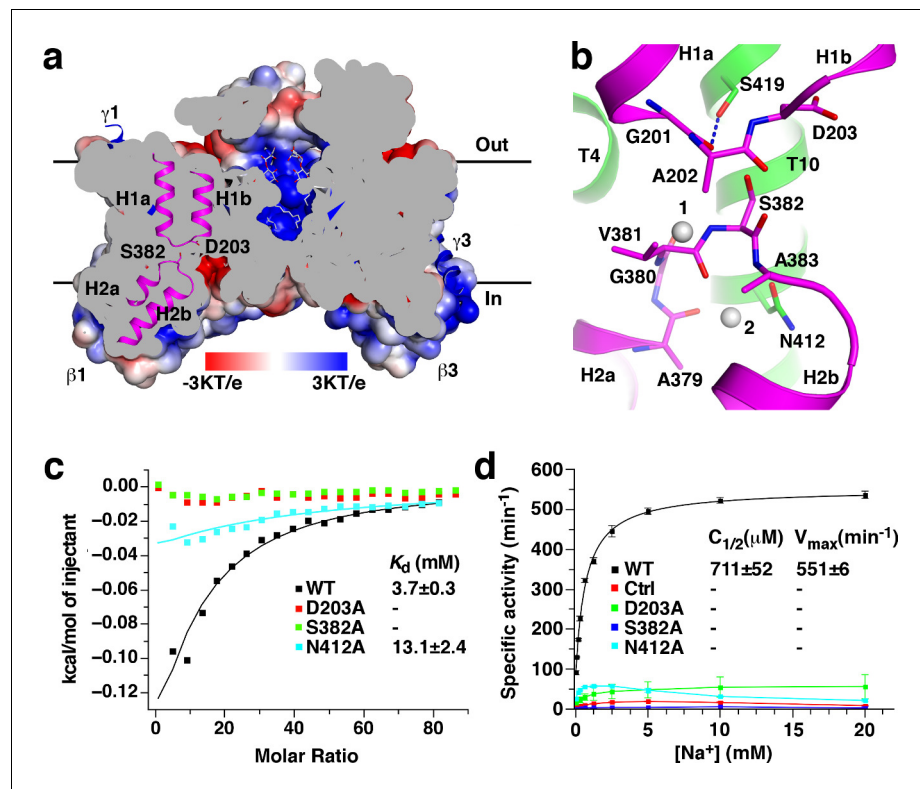 a
γ1
Out
H1a
H1b
S382
D203
γ3
H2a
In
H2b
β1
β3
-3KT/e
3KT/e
b
H1a
H1b
S419
G201
D203
T4
A202
T10
S382
1
V381
A383
G380
2
N412
H2a
A379
H2b
c
kcal/mol of injectant
0.00
−0.02
−0.04
−0.06
−0.08
−0.10
−0.12
Kd (mM)
WT 3.7±0.3
D203A -
S382A -
N412A 13.1±2.4
0 20 40 60 80
Molar Ratio
d
Specific activity (min-1)
600
500
400
300
200
100
0
C1/2(μM) Vmax(min-1)
WT 711±52 551±6
Ctrl - -
D203A - -
S382A - -
N412A - -
0 5 10 15 20
[Na+] (mM)